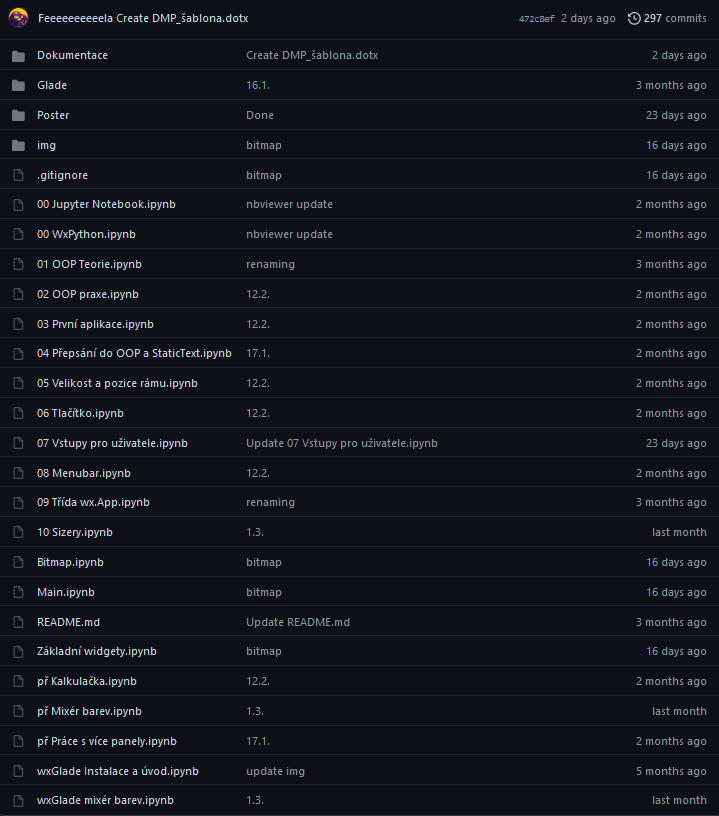 Feeeeeeeeeela Create DMP_šablona.dotx 472c8ef 2 days ago 297 commits
Dokumentace Create DMP_šablona.dotx 2 days ago
Glade 16.1. 3 months ago
Poster Done 23 days ago
img bitmap 16 days ago
.gitignore bitmap 16 days ago
00 Jupyter Notebook.ipynb nbviewer update 2 months ago
00 WxPython.ipynb nbviewer update 2 months ago
01 OOP Teorie.ipynb renaming 3 months ago
02 OOP praxe.ipynb 12.2. 2 months ago
03 První aplikace.ipynb 12.2. 2 months ago
04 Přepsání do OOP a StaticText.ipynb 17.1. 2 months ago
05 Velikost a pozice rámu.ipynb 12.2. 2 months ago
06 Tlačítko.ipynb 12.2. 2 months ago
07 Vstupy pro uživatele.ipynb Update 07 Vstupy pro uživatele.ipynb 23 days ago
08 Menubar.ipynb 12.2. 2 months ago
09 Třída wx.App.ipynb renaming 3 months ago
10 Sizery.ipynb 1.3. last month
Bitmap.ipynb bitmap 16 days ago
Main.ipynb bitmap 16 days ago
README.md Update README.md 3 months ago
Základní widgety.ipynb bitmap 16 days ago
př Kalkulačka.ipynb 12.2. 2 months ago
př Mixér barev.ipynb 1.3. last month
př Práce s více panely.ipynb 17.1. 2 months ago
wxGlade Instalace a úvod.ipynb update img 5 months ago
wxGlade mixér barev.ipynb 1.3. last month